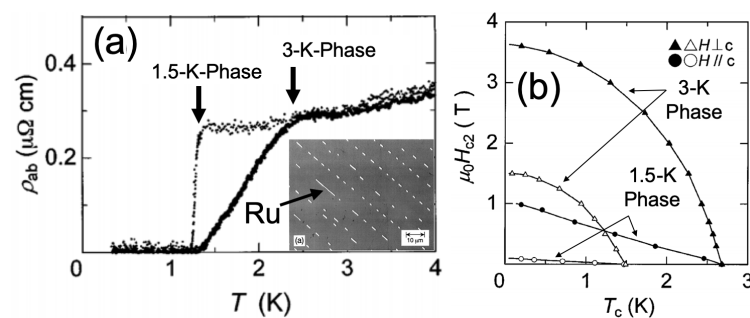 (a)
3-K-Phase
1.5-K-Phase
0.4
0.2
0
ρab (μΩ cm)
Ru
(a)
10 μm
0
1
2
3
4
T (K)
(b)
▲△H⊥c
●○H // c
3-K
Phase
1.5-K
Phase
4
3
2
1
0
μ0Hc2 ( T )
0
1
2
3
Tc (K)